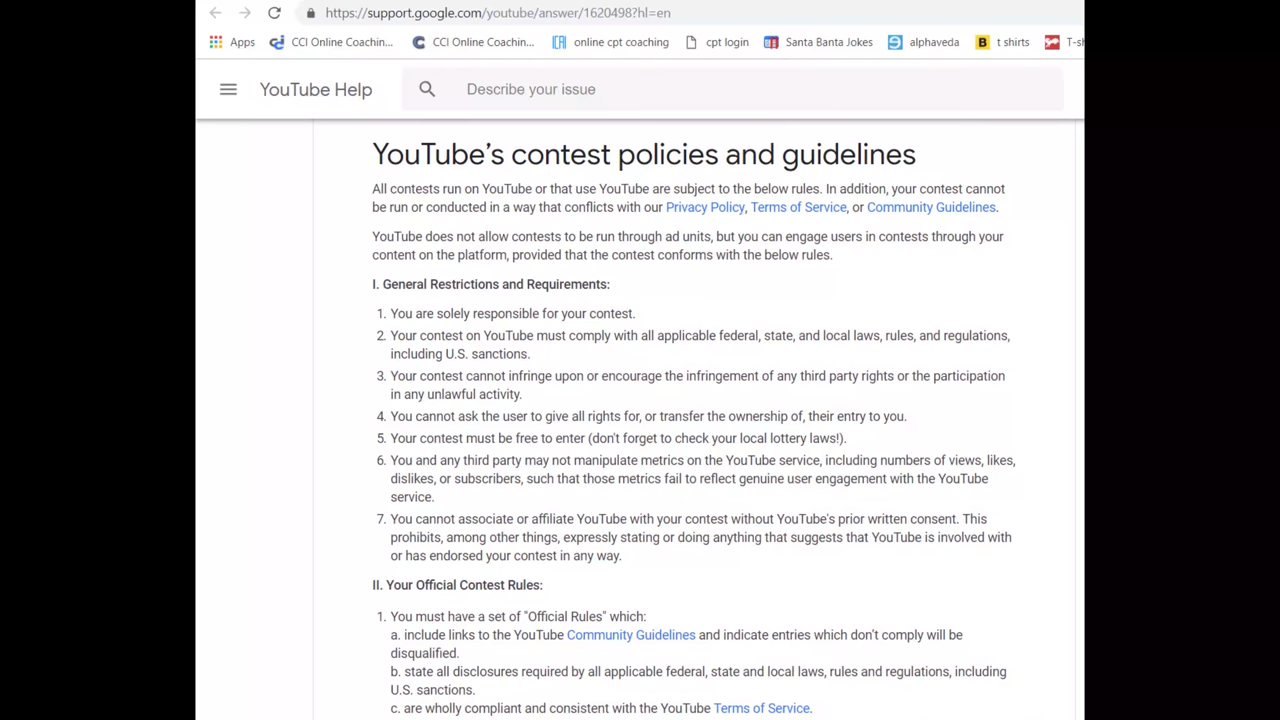 https://support.google.com/youtube/answer/1620498?hl=en
Apps CCI Online Coachin... CCI Online Coachin... online cpt coaching cpt login Santa Banta Jokes alphaveda B t shirts T-s
YouTube Help Describe your issue
YouTube's contest policies and guidelines
All contests run on YouTube or that use YouTube are subject to the below rules. In addition, your contest cannot
be run or conducted in a way that conflicts with our Privacy Policy, Terms of Service, or Community Guidelines.
YouTube does not allow contests to be run through ad units, but you can engage users in contests through your
content on the platform, provided that the contest conforms with the below rules.
I. General Restrictions and Requirements:
1. You are solely responsible for your contest.
2. Your contest on YouTube must comply with all applicable federal, state, and local laws, rules, and regulations,
including U.S. sanctions.
3. Your contest cannot infringe upon or encourage the infringement of any third party rights or the participation
in any unlawful activity.
4. You cannot ask the user to give all rights for, or transfer the ownership of, their entry to you.
5. Your contest must be free to enter (don't forget to check your local lottery laws!).
6. You and any third party may not manipulate metrics on the YouTube service, including numbers of views, likes,
dislikes, or subscribers, such that those metrics fail to reflect genuine user engagement with the YouTube
service.
7. You cannot associate or affiliate YouTube with your contest without YouTube's prior written consent. This
prohibits, among other things, expressly stating or doing anything that suggests that YouTube is involved with
or has endorsed your contest in any way.
II. Your Official Contest Rules:
1. You must have a set of "Official Rules" which:
a. include links to the YouTube Community Guidelines and indicate entries which don't comply will be
disqualified.
b. state all disclosures required by all applicable federal, state and local laws, rules and regulations, including
U.S. sanctions.
c. are wholly compliant and consistent with the YouTube Terms of Service.